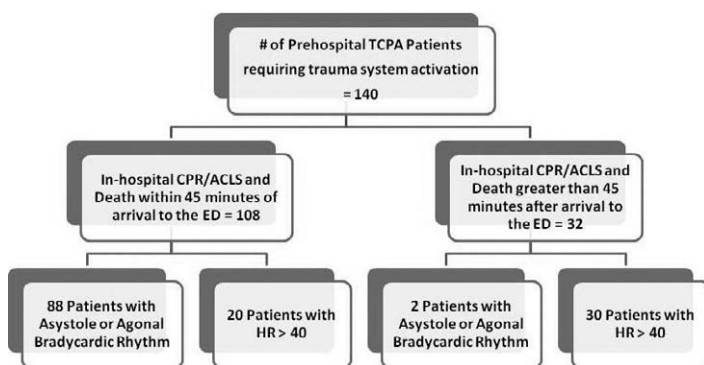 # of Prehospital TCPA Patients
requiring trauma system activation
= 140
In-hospital CPR/ACLS and
Death within 45 minutes of
arrival to the ED = 108
In-hospital CPR/ACLS and
Death greater than 45
minutes after arrival to
the ED = 32
88 Patients with
Asystole or Agonal
Bradycardic Rhythm
20 Patients with
HR > 40
2 Patients with
Asystole or Agonal
Bradycardic Rhythm
30 Patients with
HR > 40